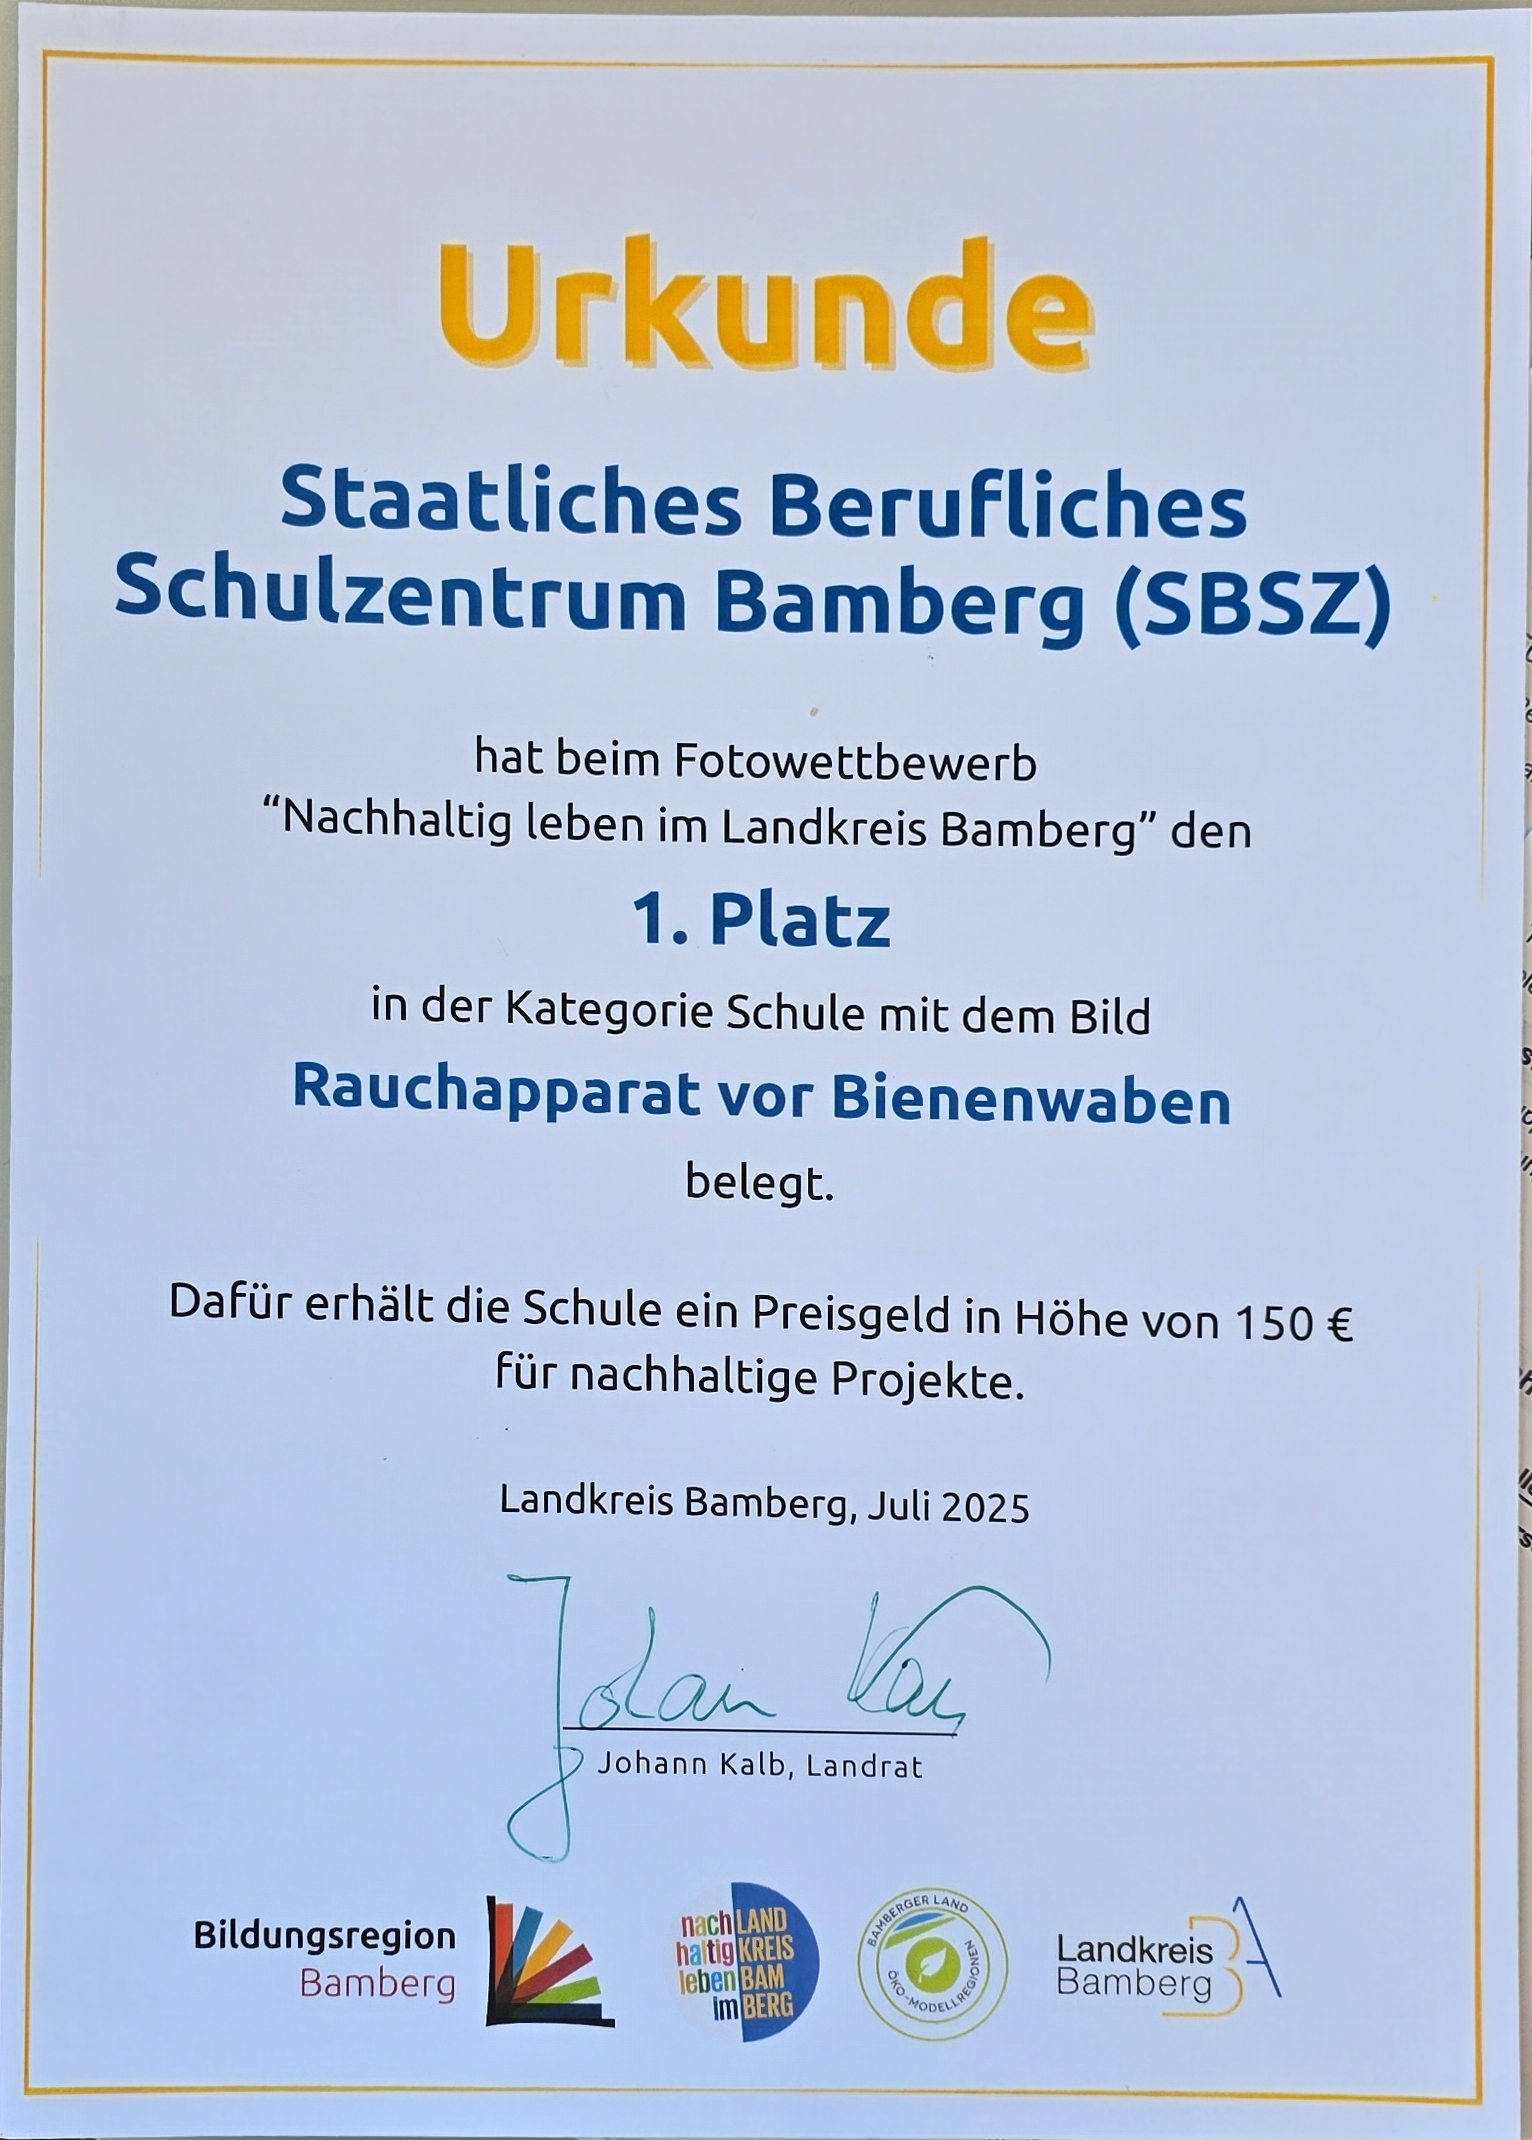 Urkunde
Staatliches Berufliches
Schulzentrum Bamberg (SBSZ)
hat beim Fotowettbewerb
“Nachhaltig leben im Landkreis Bamberg” den
1. Platz
in der Kategorie Schule mit dem Bild
Rauchapparat vor Bienenwaben
belegt.
Dafür erhält die Schule ein Preisgeld in Höhe von 150 €
für nachhaltige Projekte.
Landkreis Bamberg, Juli 2025
Johann Kalb, Landrat
Bildungsregion
Bamberg
nach LAND
haltig KREIS
leben BAM
im BERG
BAMBERGER LAND
ÖKO-MODELLREGIONEN
Landkreis
Bamberg
BA